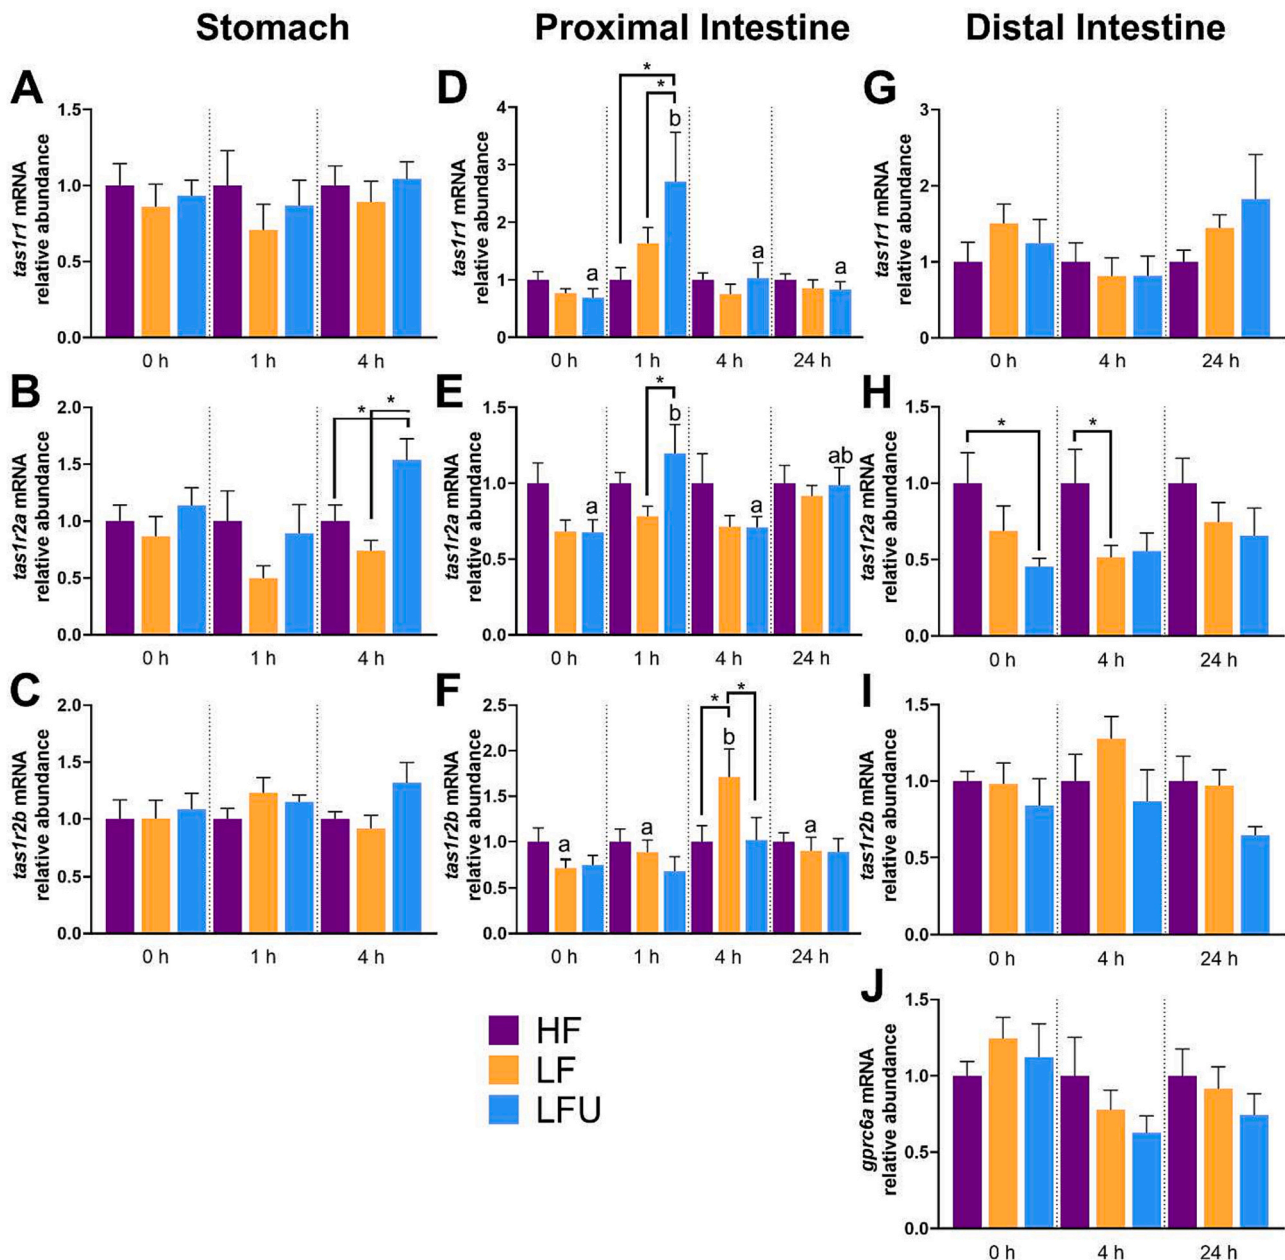 Stomach
Proximal Intestine
Distal Intestine
A
tas1r1 mRNA
relative abundance
1.5
1.0
0.5
0.0
0 h
1 h
4 h
D
tas1r1 mRNA
relative abundance
4
3
2
1
0
*
*
a
b
a
a
0 h
1 h
4 h
24 h
G
tas1r1 mRNA
relative abundance
3
2
1
0
0 h
4 h
24 h
B
tas1r2a mRNA
relative abundance
2.0
1.5
1.0
0.5
0.0
*
*
0 h
1 h
4 h
E
tas1r2a mRNA
relative abundance
1.5
1.0
0.5
0.0
*
a
b
a
ab
0 h
1 h
4 h
24 h
H
tas1r2a mRNA
relative abundance
1.5
1.0
0.5
0.0
*
*
0 h
4 h
24 h
C
tas1r2b mRNA
relative abundance
2.0
1.5
1.0
0.5
0.0
0 h
1 h
4 h
F
tas1r2b mRNA
relative abundance
2.5
2.0
1.5
1.0
0.5
0.0
*
*
a
a
b
a
0 h
1 h
4 h
24 h
I
tas1r2b mRNA
relative abundance
1.5
1.0
0.5
0.0
0 h
4 h
24 h
HF
LF
LFU
J
gprc6a mRNA
relative abundance
1.5
1.0
0.5
0.0
0 h
4 h
24 h